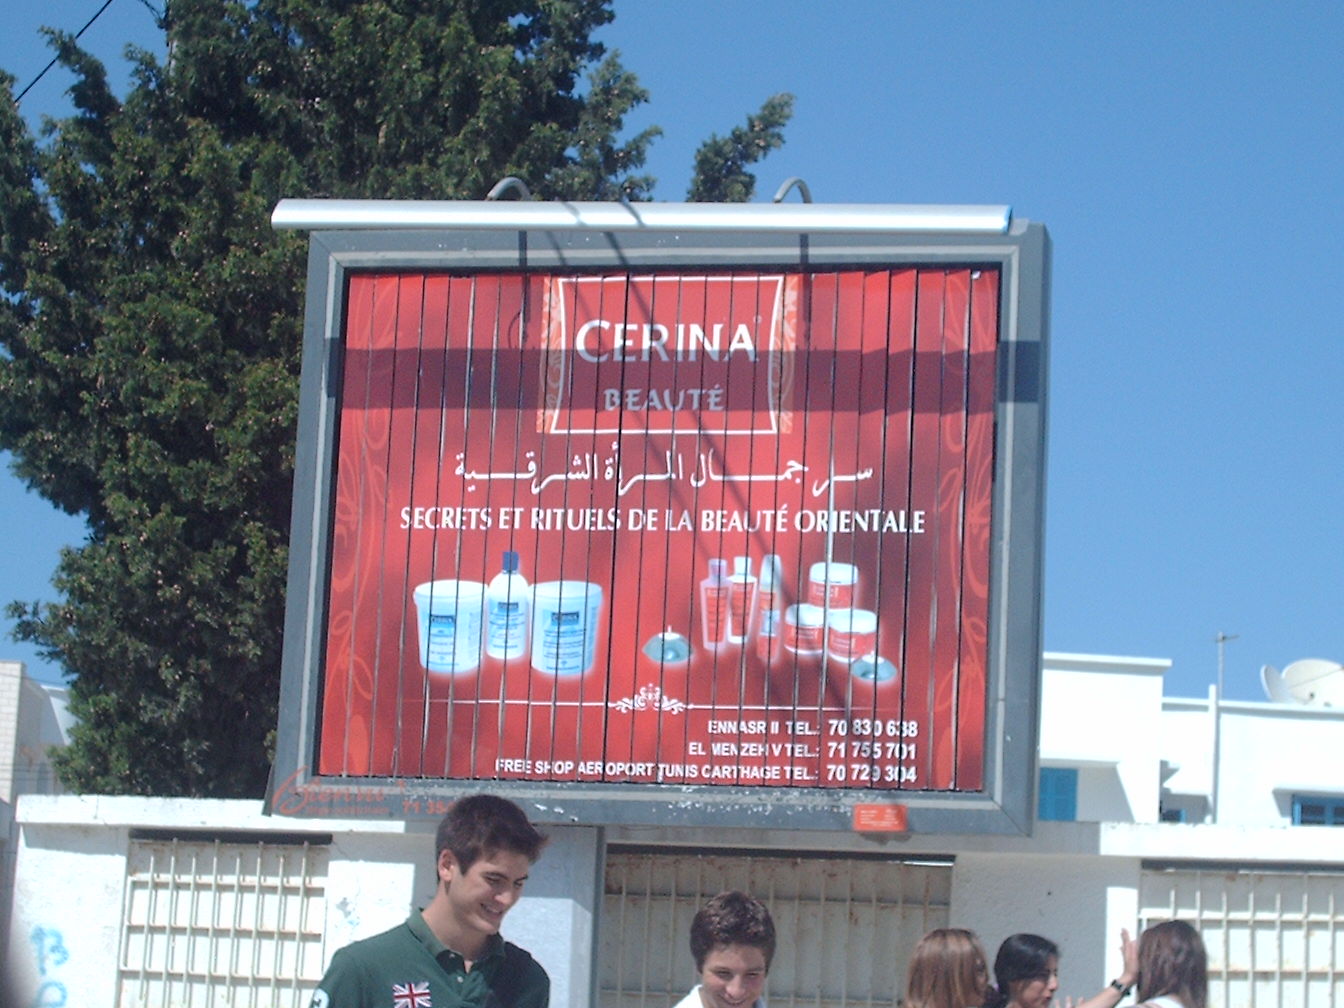 CERINA
BEAUTÉ
سر جمال المرأة الشرقية
SECRETS ET RITUELS DE LA BEAUTÉ ORIENTALE
ENNASR II TEL.: 70 830 638
EL MENZEH V TEL.: 71 755 701
FREE SHOP AEROPORT TUNIS CARTHAGE TEL.: 70 729 304